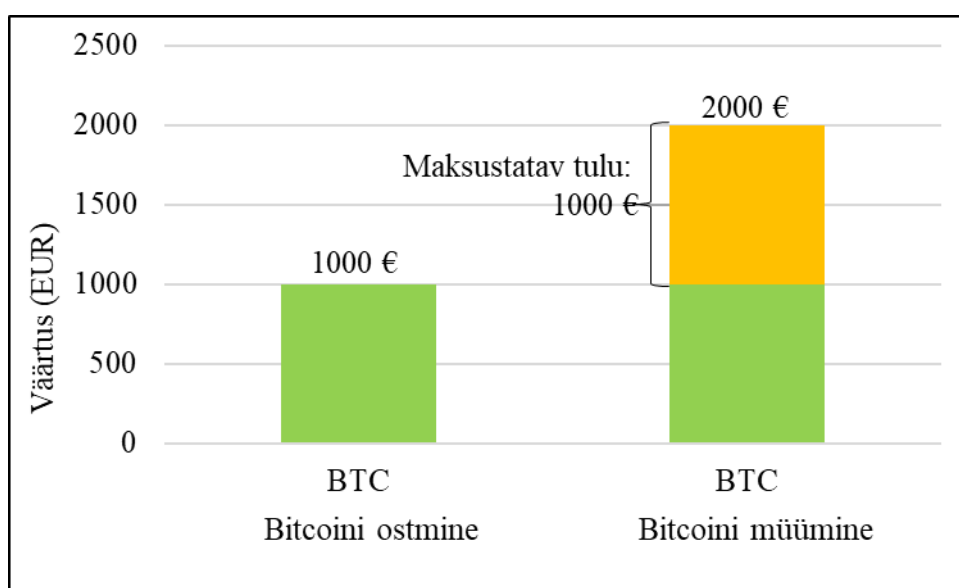 2500
2000
1500
1000
500
0
Väärtus (EUR)
1000 €
2000 €
Maksustatav tulu:
1000 €
BTC
Bitcoini ostmine
BTC
Bitcoini müümine